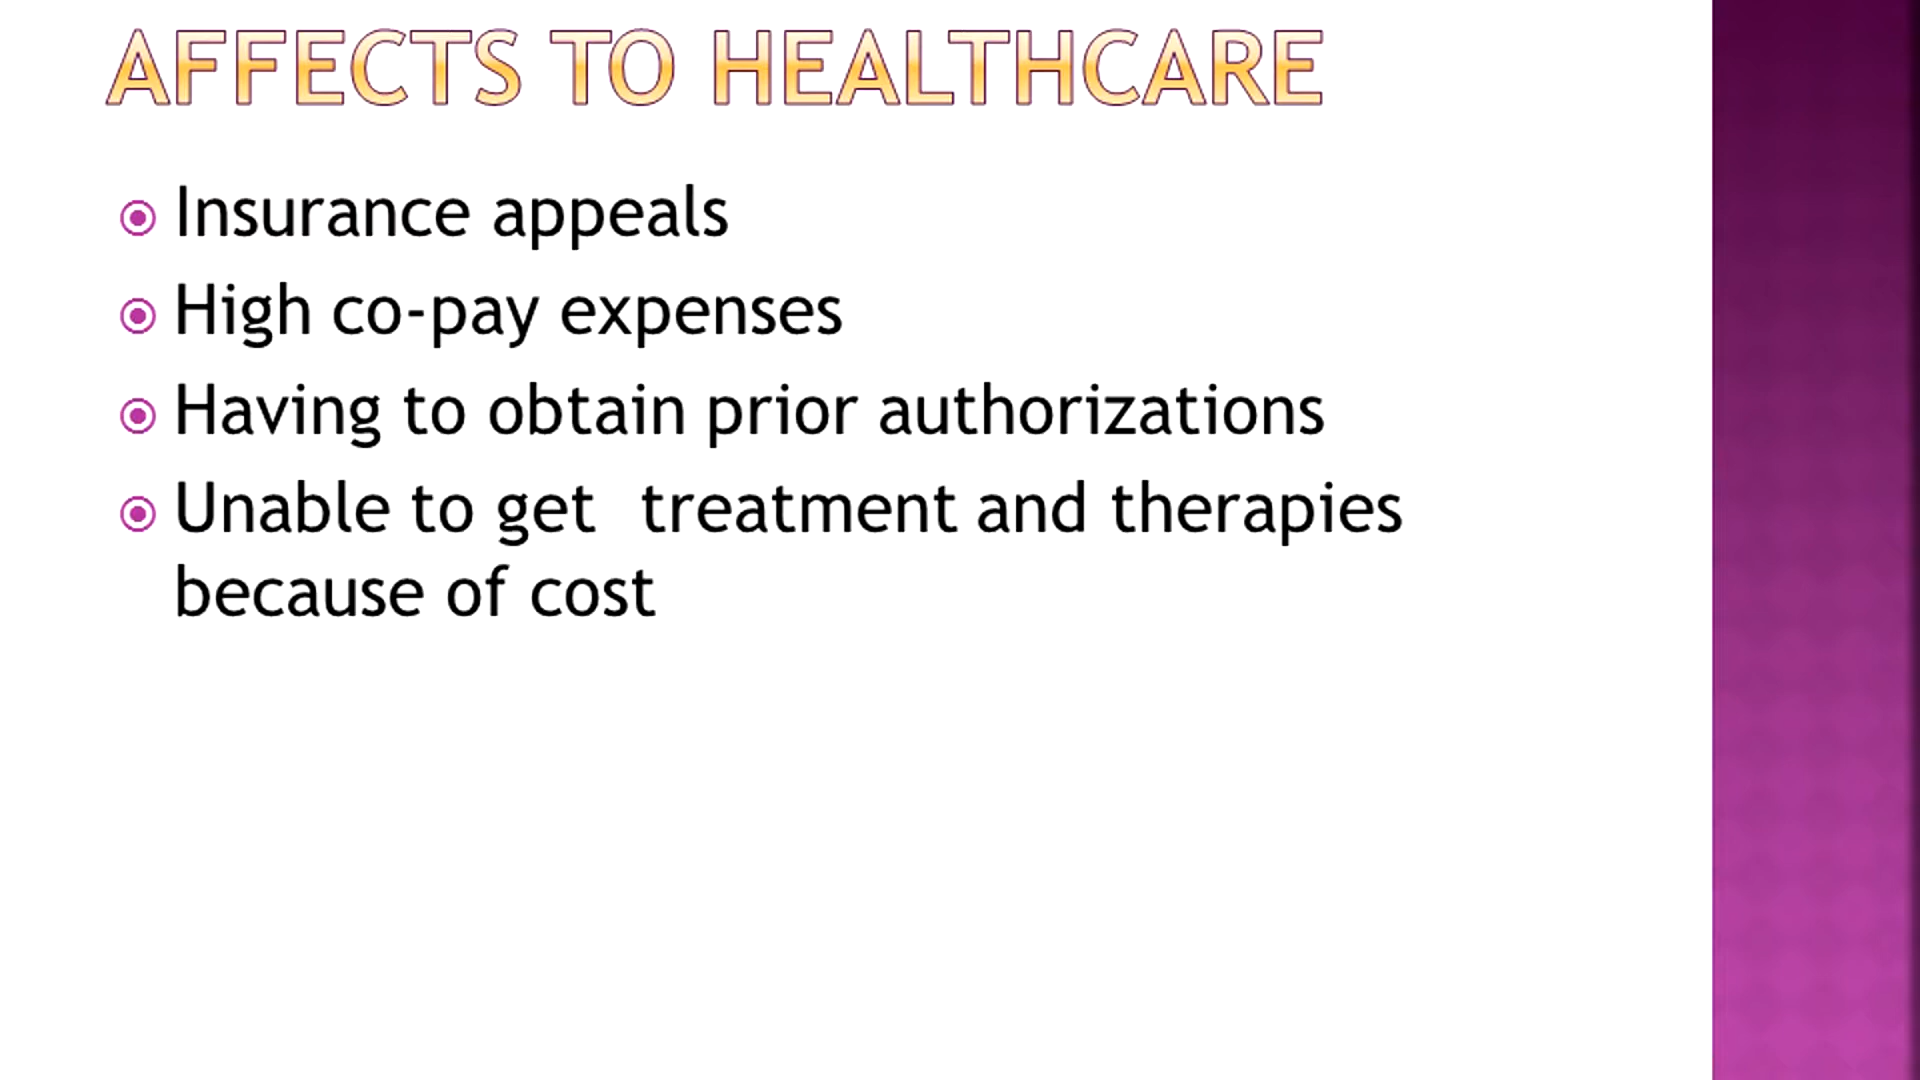 AFFECTS TO HEALTHCARE
Insurance appeals
High co-pay expenses
Having to obtain prior authorizations
Unable to get  treatment and therapies
because of cost